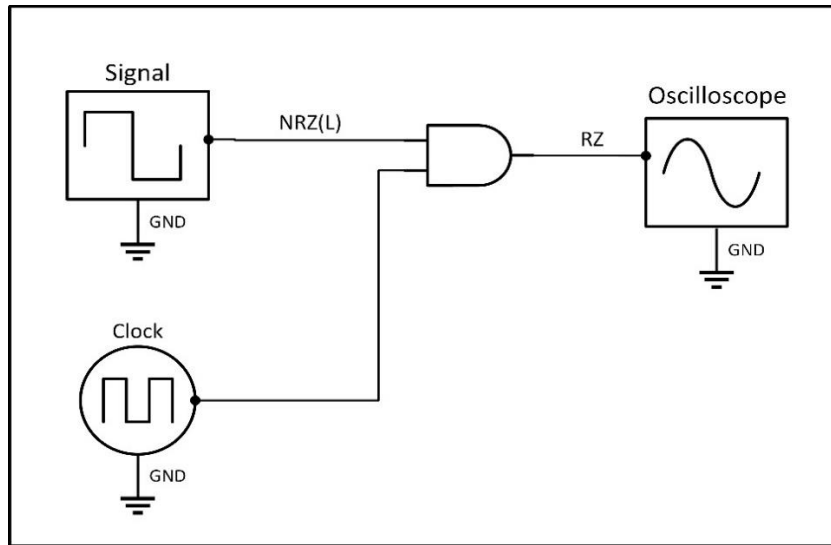 Signal
NRZ(L)
GND
RZ
Oscilloscope
GND
Clock
GND